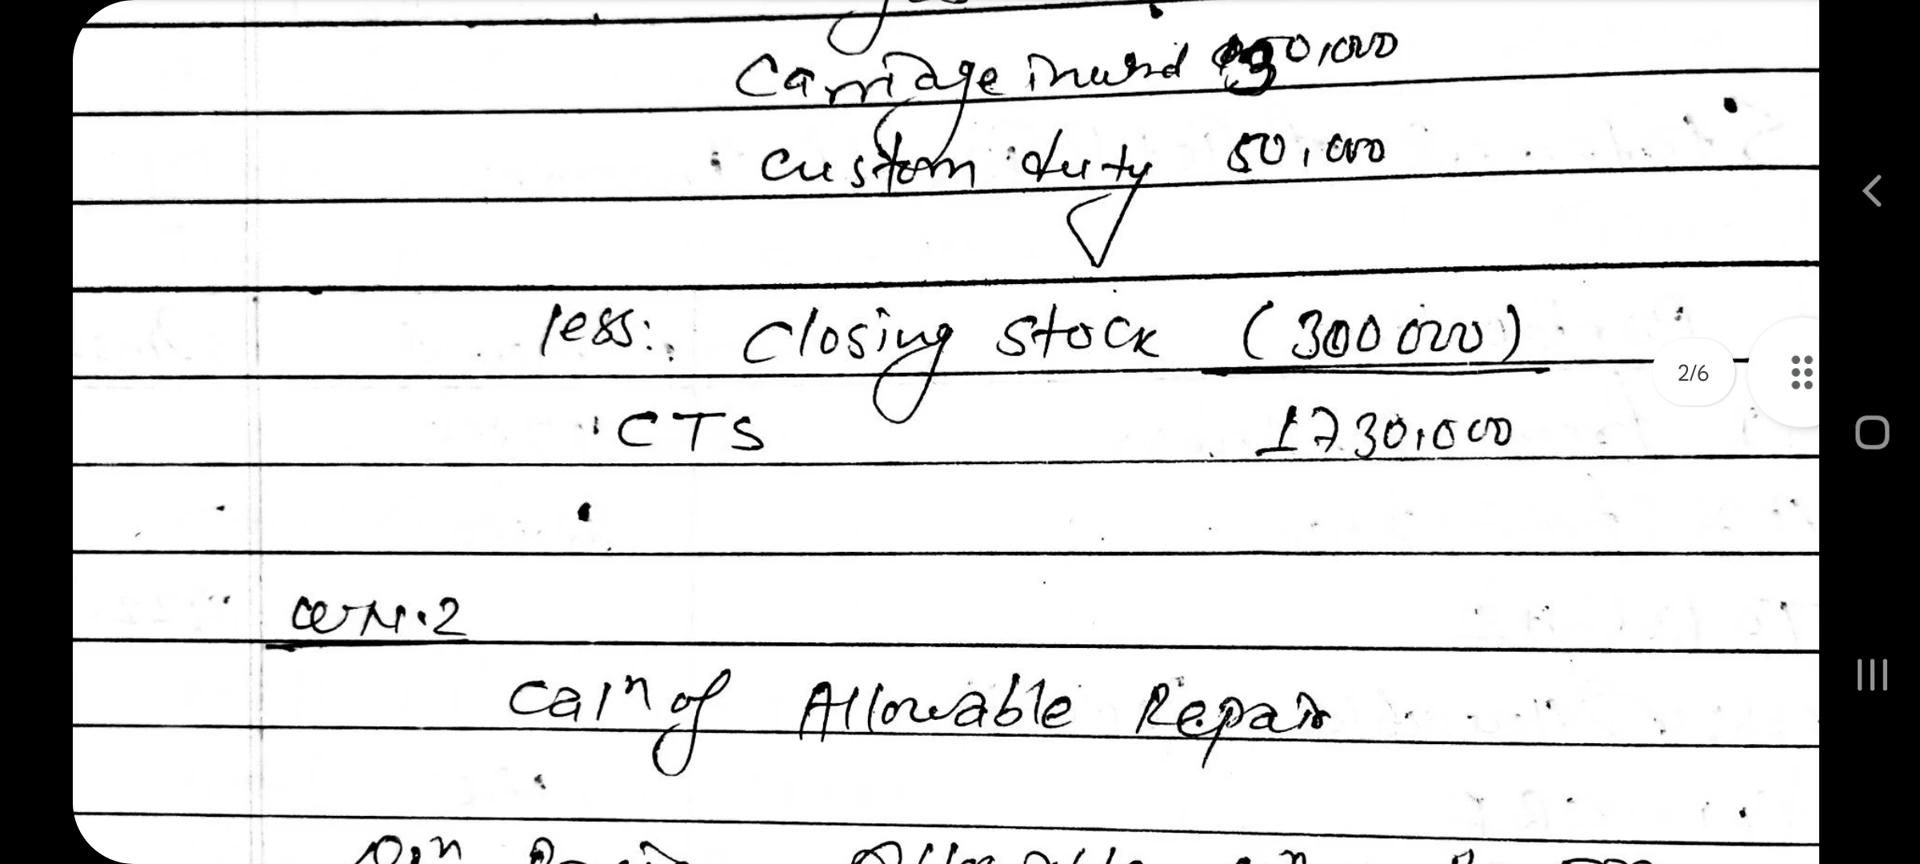 Carriage inward 30,000
custom duty 50,000
less: Closing stock (300000)
CTS 1730,000
2/6
W.N.2
Calⁿ of Allowable Repair